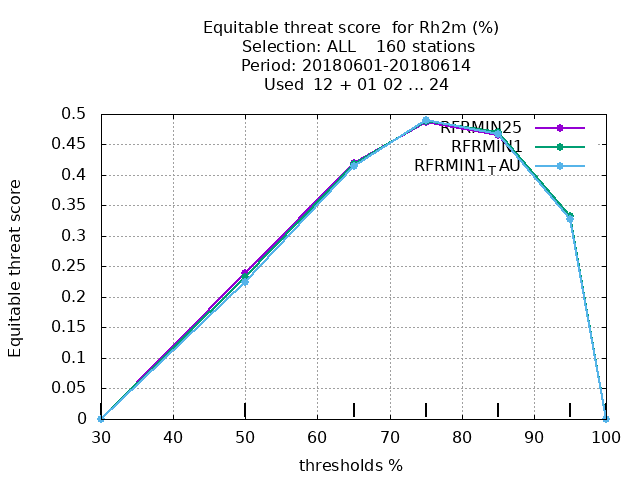 Equitable threat score  for Rh2m (%)
Selection: ALL    160 stations
Period: 20180601-20180614
Used  12 + 01 02 ... 24
Equitable threat score
0.5
0.45
0.4
0.35
0.3
0.25
0.2
0.15
0.1
0.05
0
RFRMIN25
RFRMIN1
RFRMIN1TAU
30 40 50 60 70 80 90 100
thresholds %